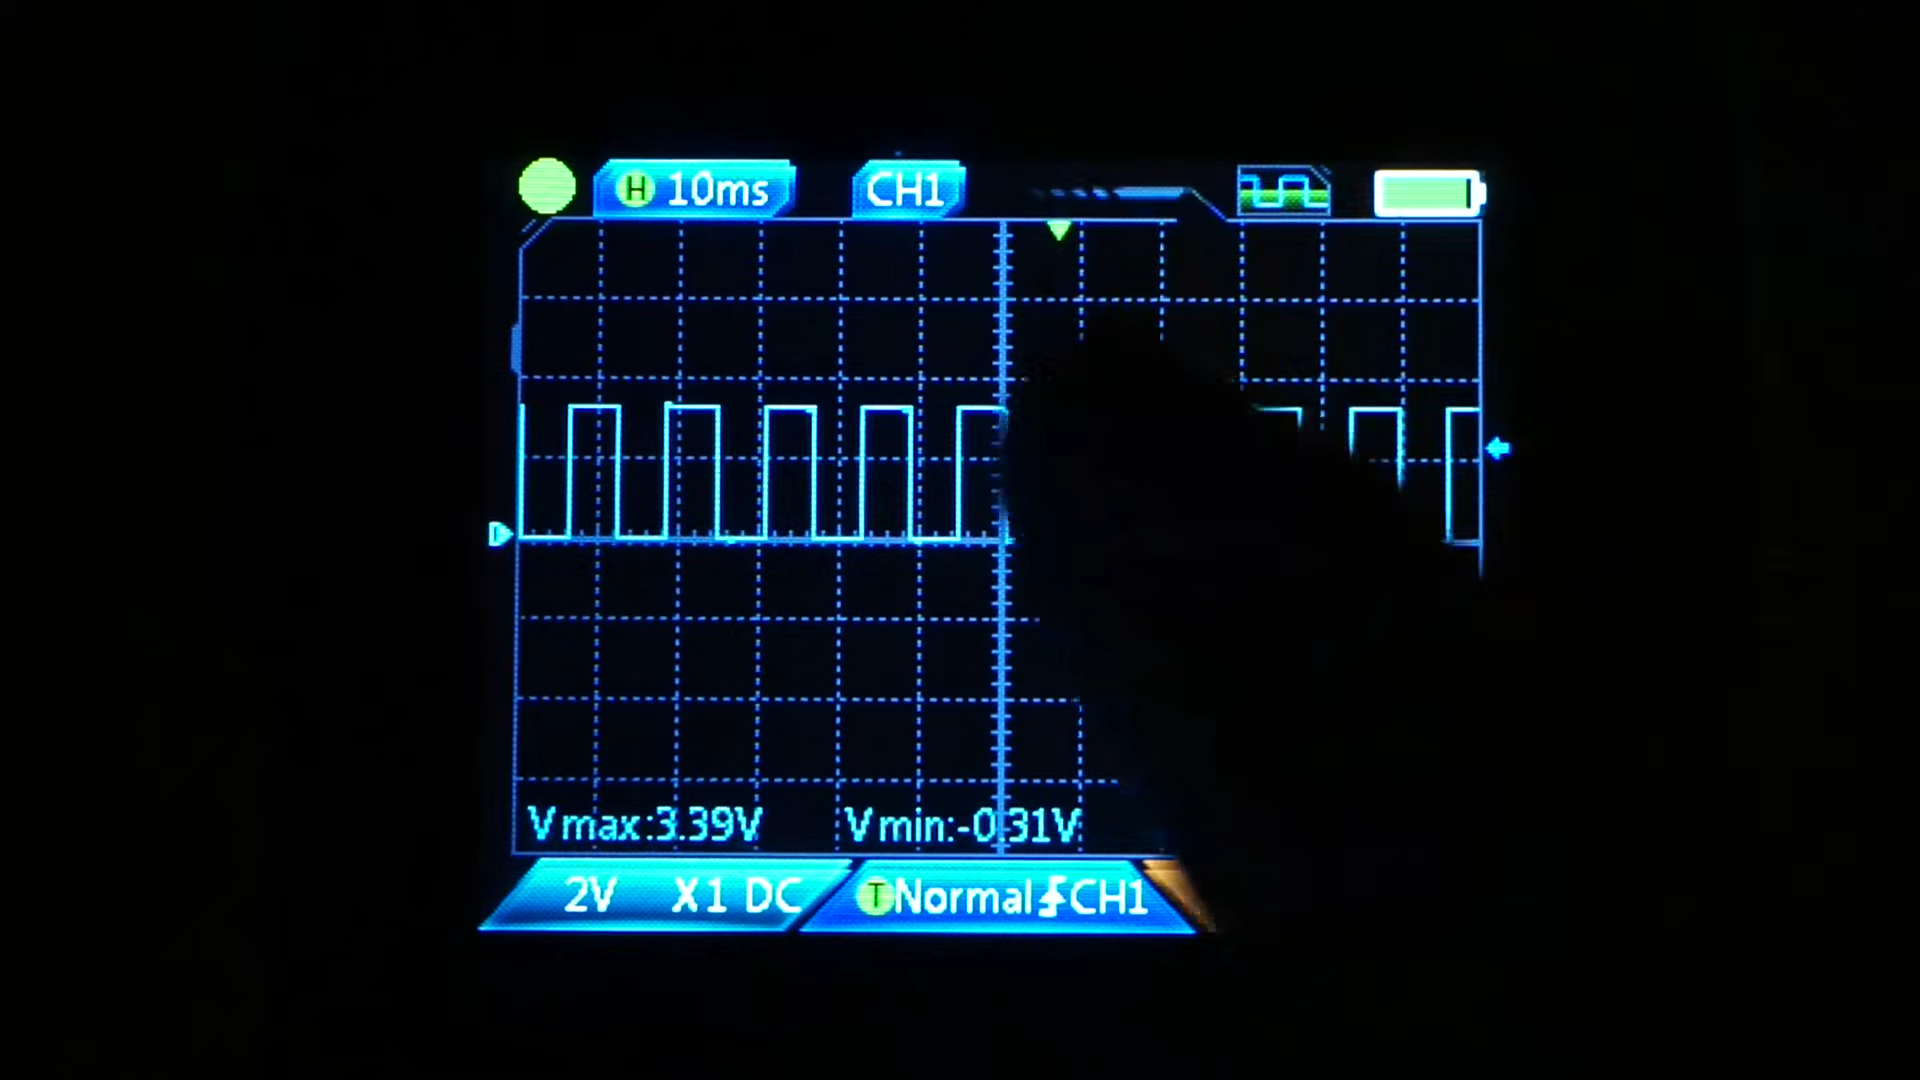 H 10ms CH1
Vmax:3.39V Vmin:-0.31V
2V X1 DC T Normal CH1